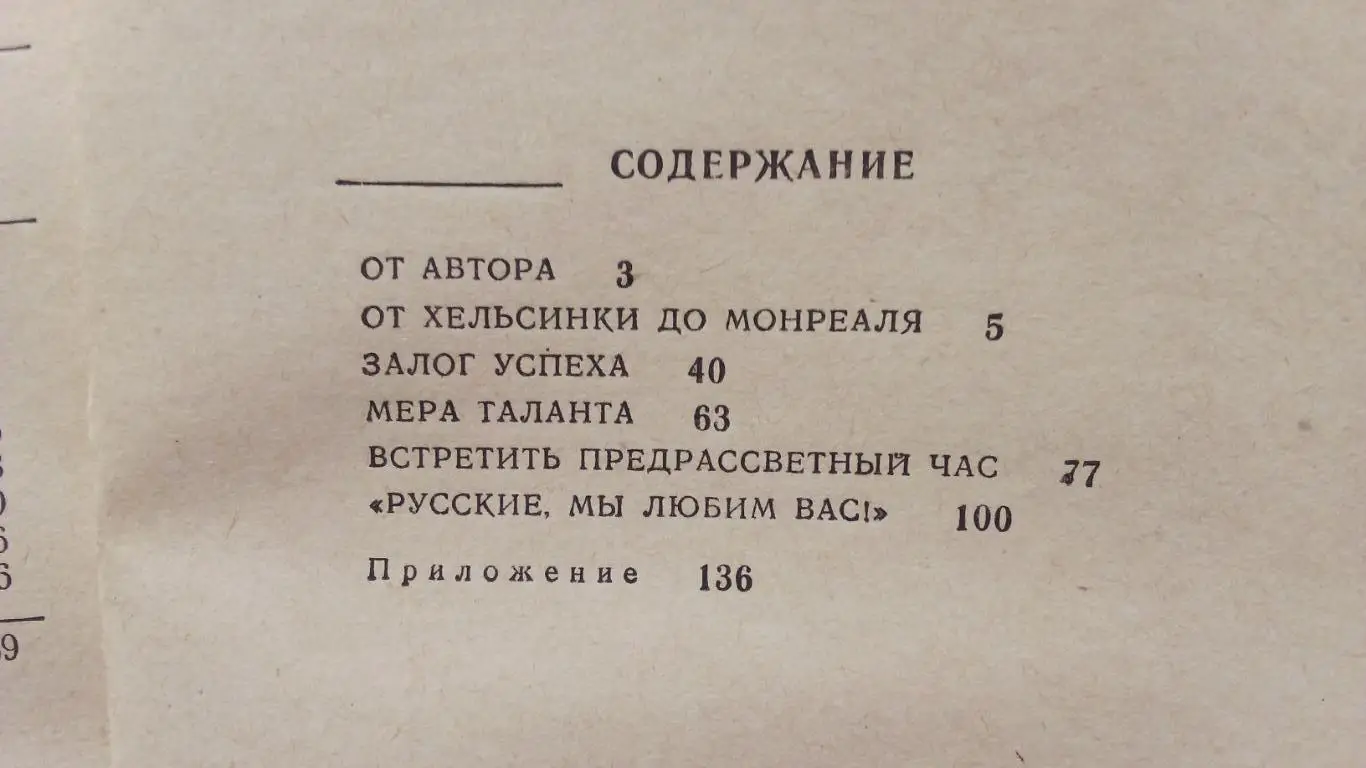 СОДЕРЖАНИЕ
ОТ АВТОРА 3
ОТ ХЕЛЬСИНКИ ДО МОНРЕАЛЯ 5
ЗАЛОГ УСПЕХА 40
МЕРА ТАЛАНТА 63
ВСТРЕТИТЬ ПРЕДРАССВЕТНЫЙ ЧАС 77
«РУССКИЕ, МЫ ЛЮБИМ ВАС!» 100
Приложение 136